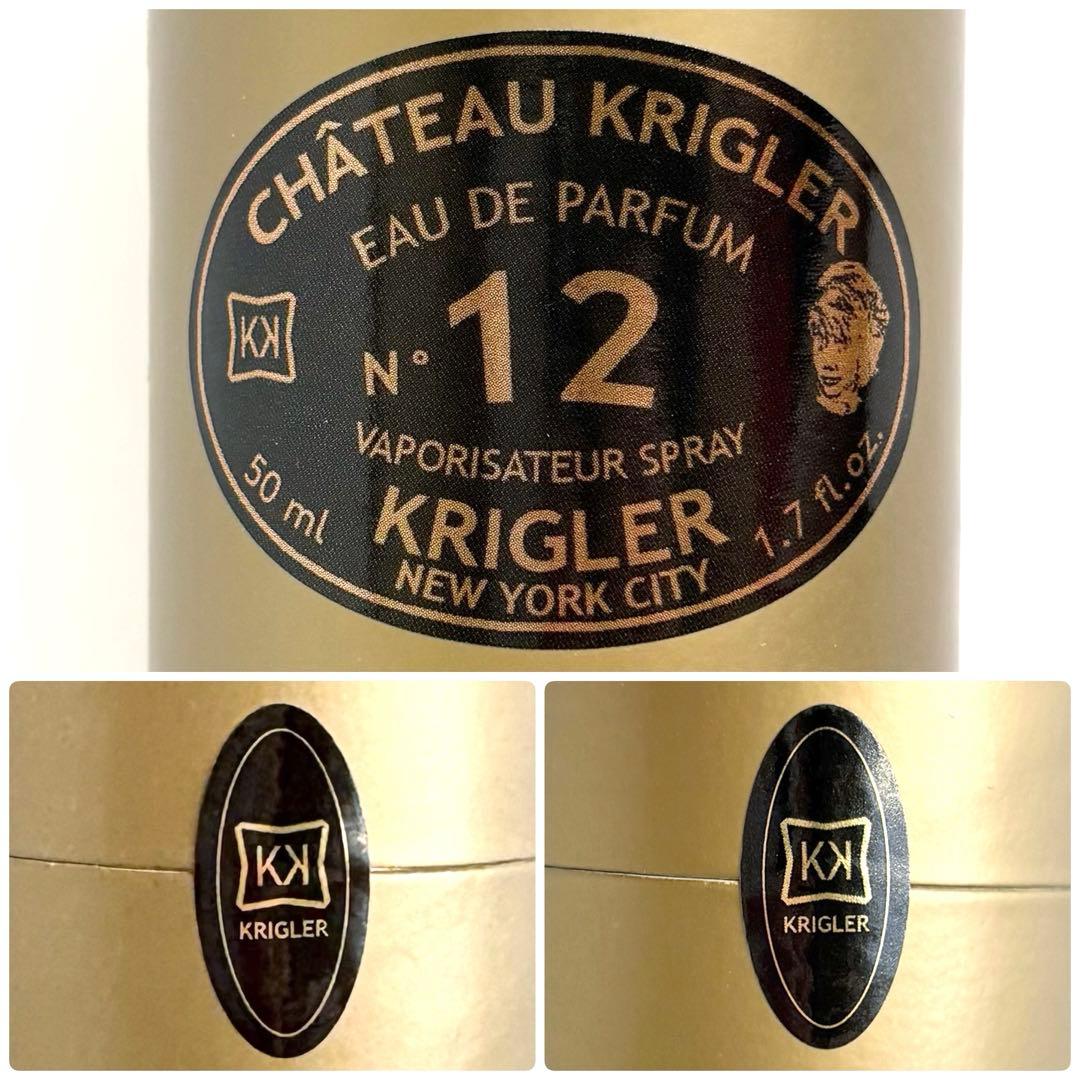 CHÂTEAU KRIGLER
EAU DE PARFUM
N° 12
KK
VAPORISATEUR SPRAY
50 ml
1.7 fl.oz.
KRIGLER
NEW YORK CITY
KK
KRIGLER
KK
KRIGLER